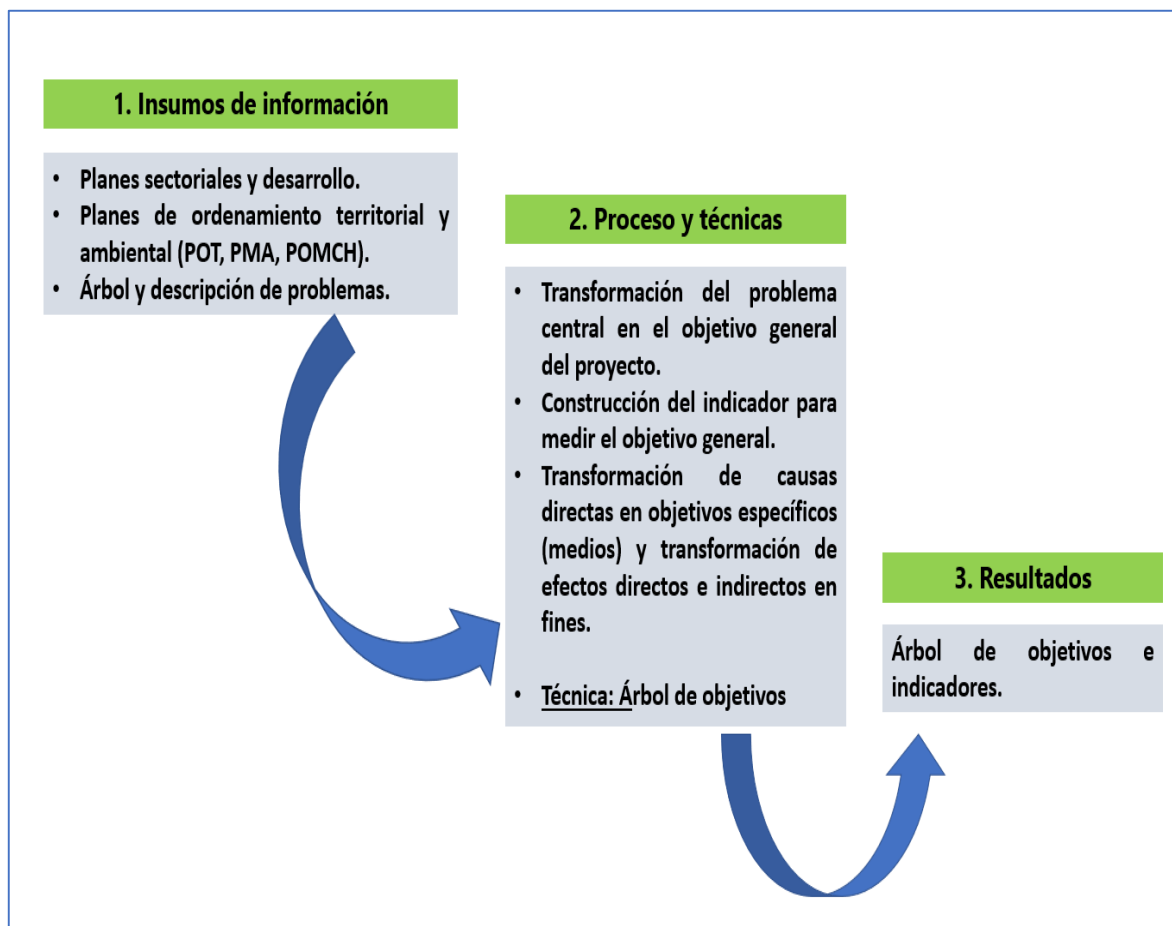 1. Insumos de información
• Planes sectoriales y desarrollo.
• Planes de ordenamiento territorial y
ambiental (POT, PMA, POMCH).
• Árbol y descripción de problemas.
2. Proceso y técnicas
• Transformación del problema
central en el objetivo general
del proyecto.
• Construcción del indicador para
medir el objetivo general.
• Transformación de causas
directas en objetivos específicos
(medios) y transformación de
efectos directos e indirectos en
fines.
• Técnica: Árbol de objetivos
3. Resultados
Árbol de objetivos e
indicadores.